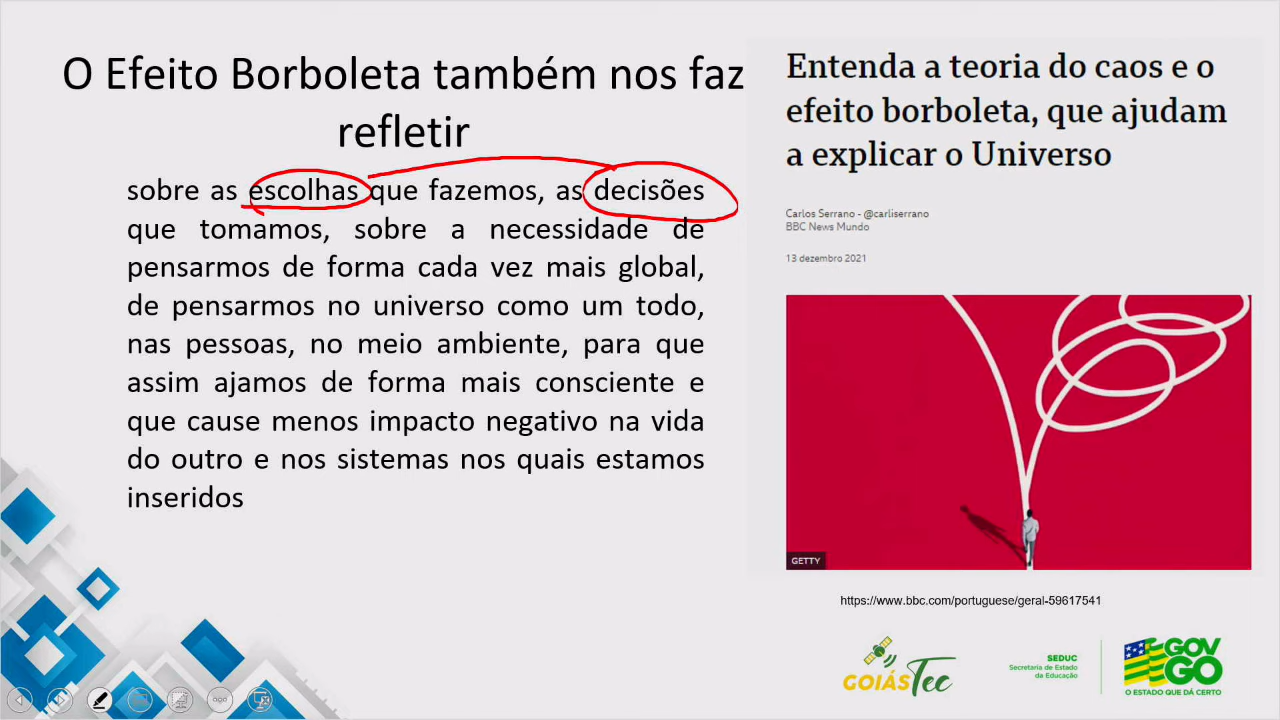 O Efeito Borboleta também nos faz
refletir
sobre as escolhas que fazemos, as decisões
que tomamos, sobre a necessidade de
pensarmos de forma cada vez mais global,
de pensarmos no universo como um todo,
nas pessoas, no meio ambiente, para que
assim ajamos de forma mais consciente e
que cause menos impacto negativo na vida
do outro e nos sistemas nos quais estamos
inseridos
Entenda a teoria do caos e o
efeito borboleta, que ajudam
a explicar o Universo
Carlos Serrano - @carliserrano
BBC News Mundo
13 dezembro 2021
GETTY
https://www.bbc.com/portuguese/geral-59617541
GOIÁSTec
SEDUC
Secretaria de Estado
da Educação
GOV
GO
O ESTADO QUE DÁ CERTO